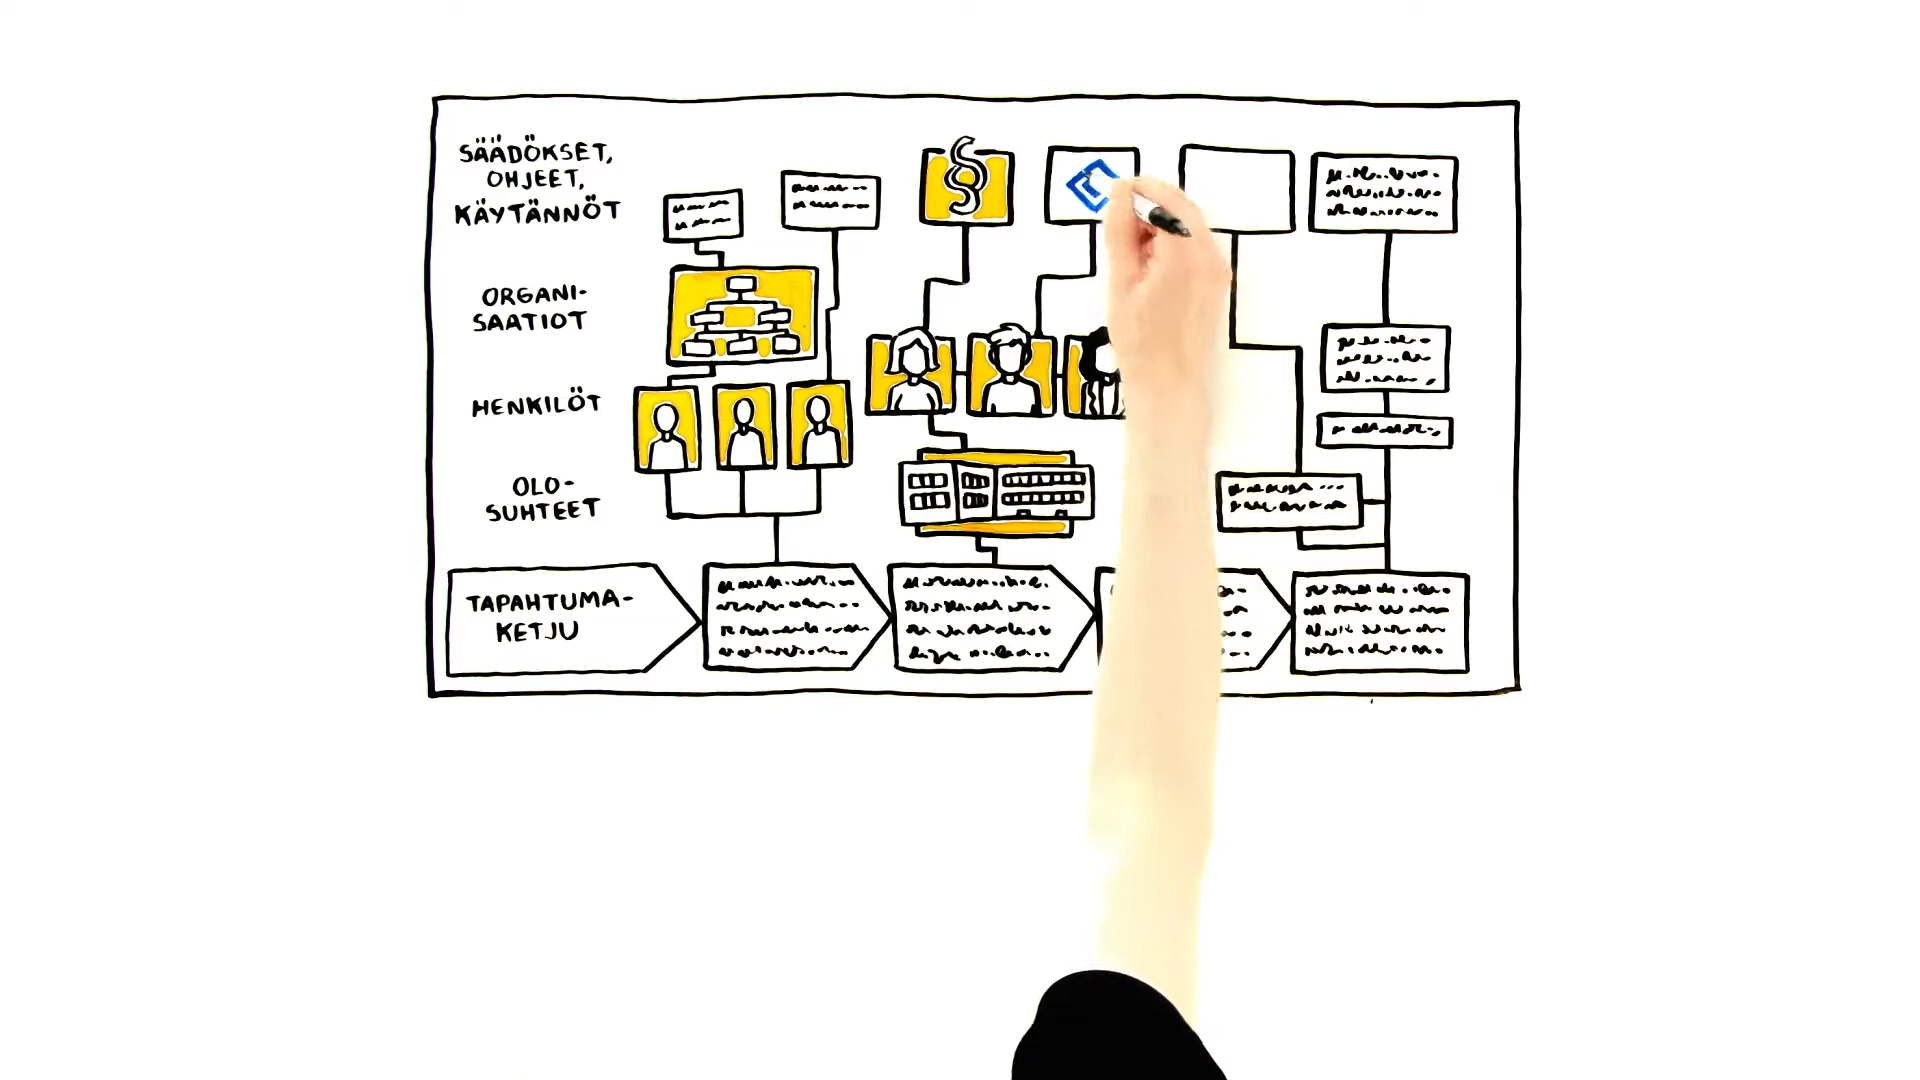 SÄÄDÖKSET,
OHJEET,
KÄYTÄNNÖT
ORGANI-
SAATIOT
HENKILÖT
OLO-
SUHTEET
TAPAHTUMA-
KETJU
§